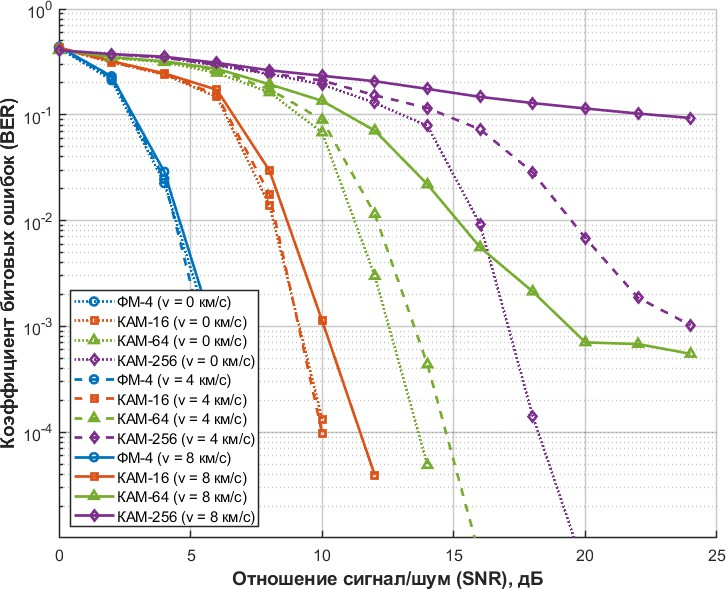 Коэффициент битовых ошибок (BER)
10⁰
10⁻¹
10⁻²
10⁻³
10⁻⁴
ФМ-4 (v = 0 км/с)
КАМ-16 (v = 0 км/с)
КАМ-64 (v = 0 км/с)
КАМ-256 (v = 0 км/с)
ФМ-4 (v = 4 км/с)
КАМ-16 (v = 4 км/с)
КАМ-64 (v = 4 км/с)
КАМ-256 (v = 4 км/с)
ФМ-4 (v = 8 км/с)
КАМ-16 (v = 8 км/с)
КАМ-64 (v = 8 км/с)
КАМ-256 (v = 8 км/с)
0 5 10 15 20 25
Отношение сигнал/шум (SNR), дБ